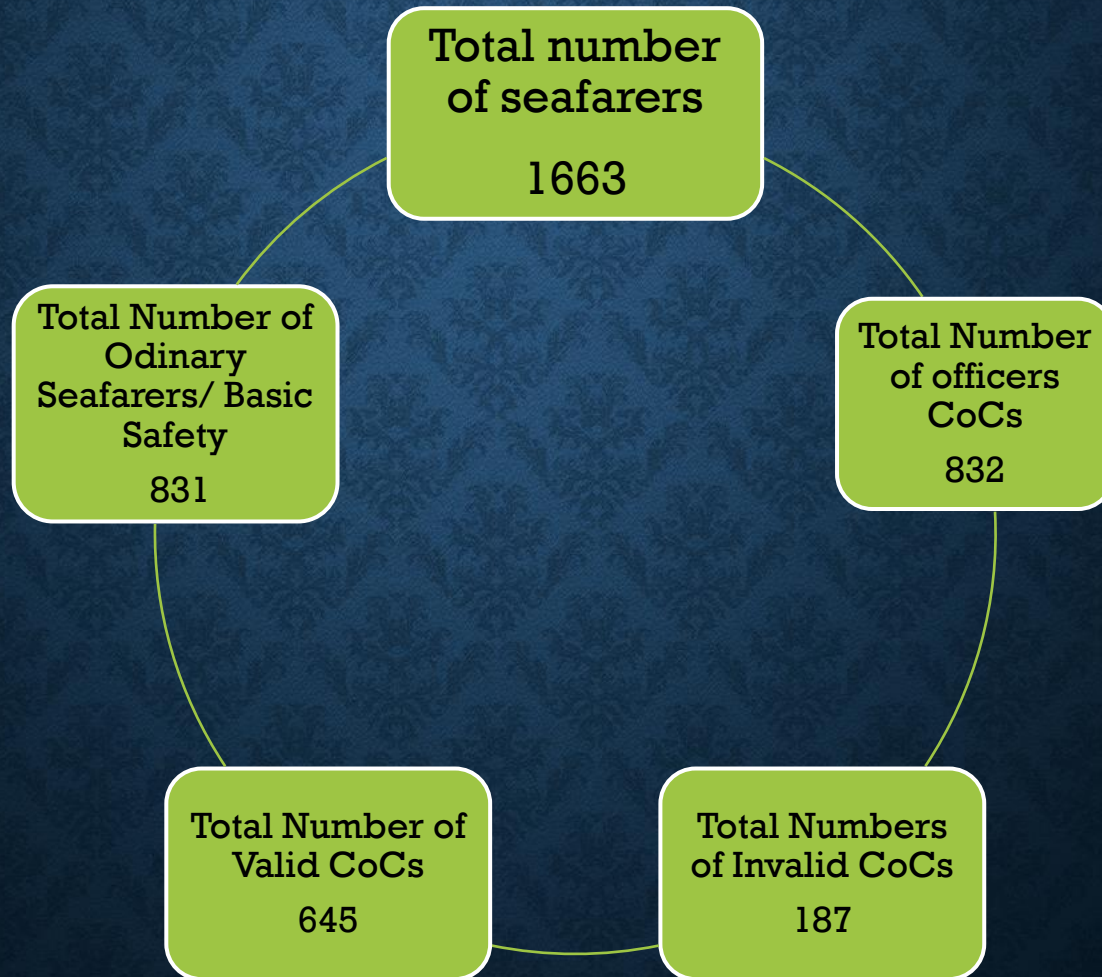 Total number
of seafarers
1663
Total Number
of officers
CoCs
832
Total Numbers
of Invalid CoCs
187
Total Number of
Valid CoCs
645
Total Number of
Odinary
Seafarers/ Basic
Safety
831